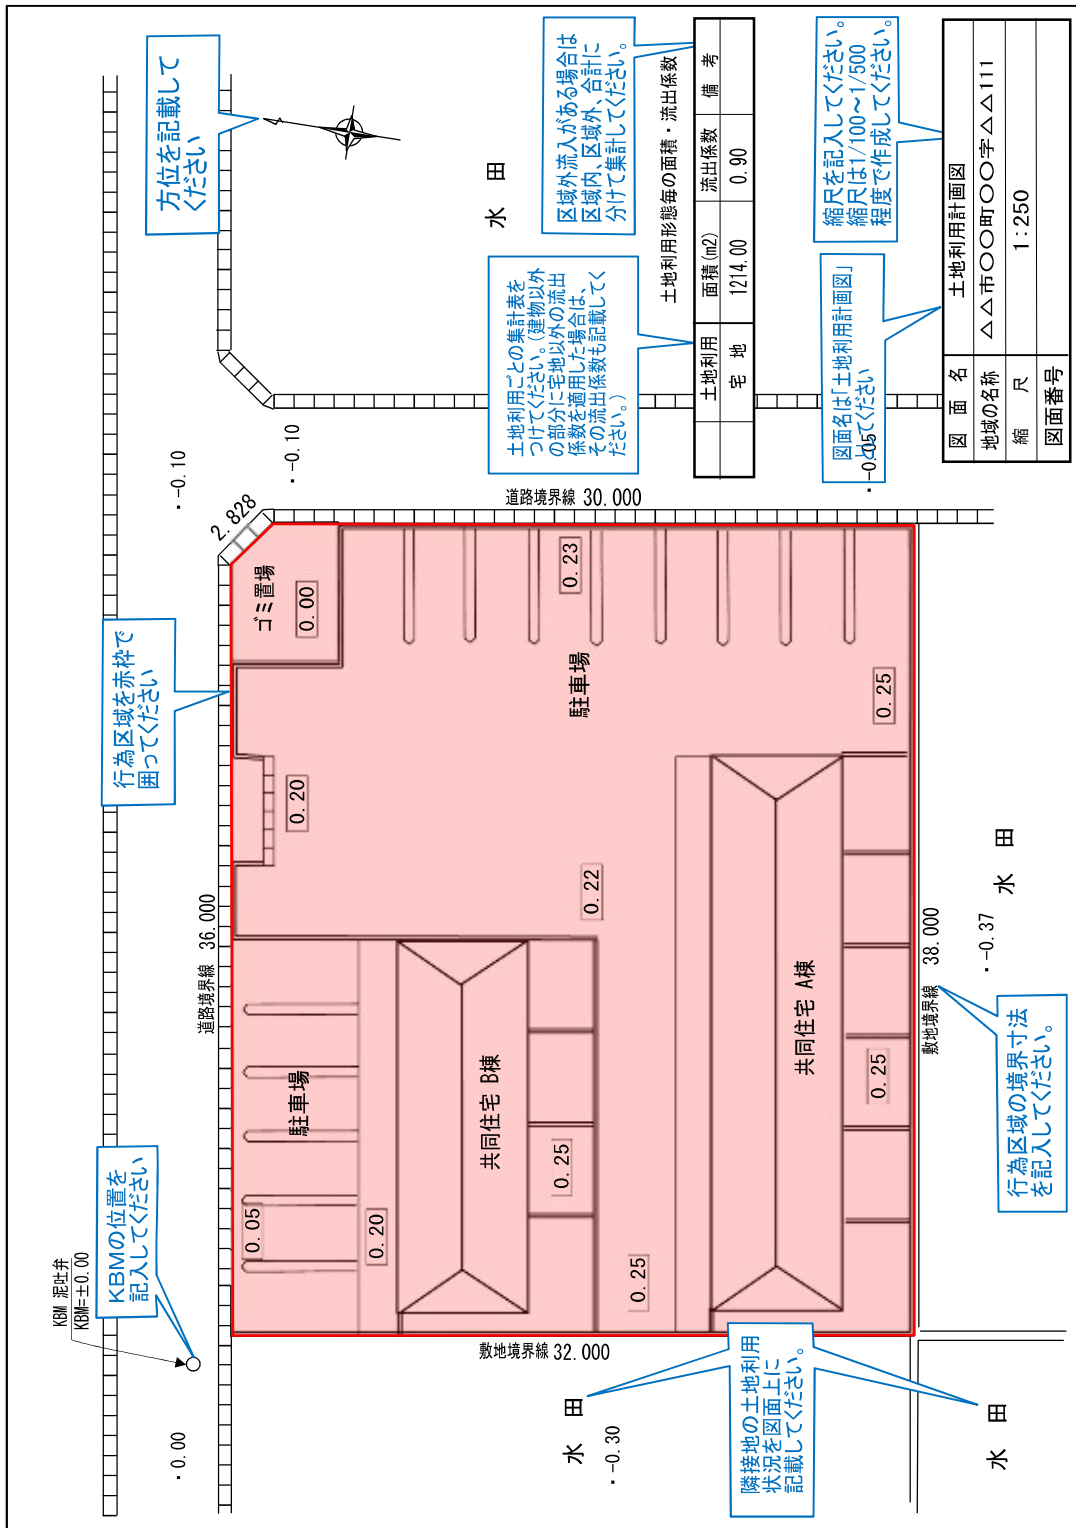 方位を記載して
ください
水 田
区域外流入がある場合は
区域内、区域外、合計に
分けて集計してください。
土地利用ごとの集計表を
つけてください。(建物以外
の部分に宅地以外の流出
係数を適用した場合は、
その流出係数も記載してく
ださい。)
土地利用形態毎の面積・流出係数
土地利用 面積(m2) 流出係数 備 考
宅 地 1214.00 0.90
縮尺を記入してください。
縮尺は1/100～1/500
程度で作成してください。
図面名は「土地利用計画図」
としてください
図 面 名 土地利用計画図
地域の名称 △△市〇〇町〇〇字△△111
縮 尺 1:250
図面番号
KBM 泥吐弁
KBM=±0.00
KBMの位置を
記入してください
行為区域を赤枠で
囲ってください
・0.00
・-0.10
・-0.10
・-0.05
道路境界線 36.000
2.828
道路境界線 30.000
ゴミ置場
0.00
0.20
0.23
駐車場
0.05
駐車場
0.20
0.22
0.25
共同住宅 B棟
0.25
0.25
共同住宅 A棟
0.25
敷地境界線 32.000
敷地境界線 38.000
水 田
・-0.30
水 田
・-0.37
水 田
隣接地の土地利用
状況を図面上に
記載してください。
行為区域の境界寸法
を記入してください。